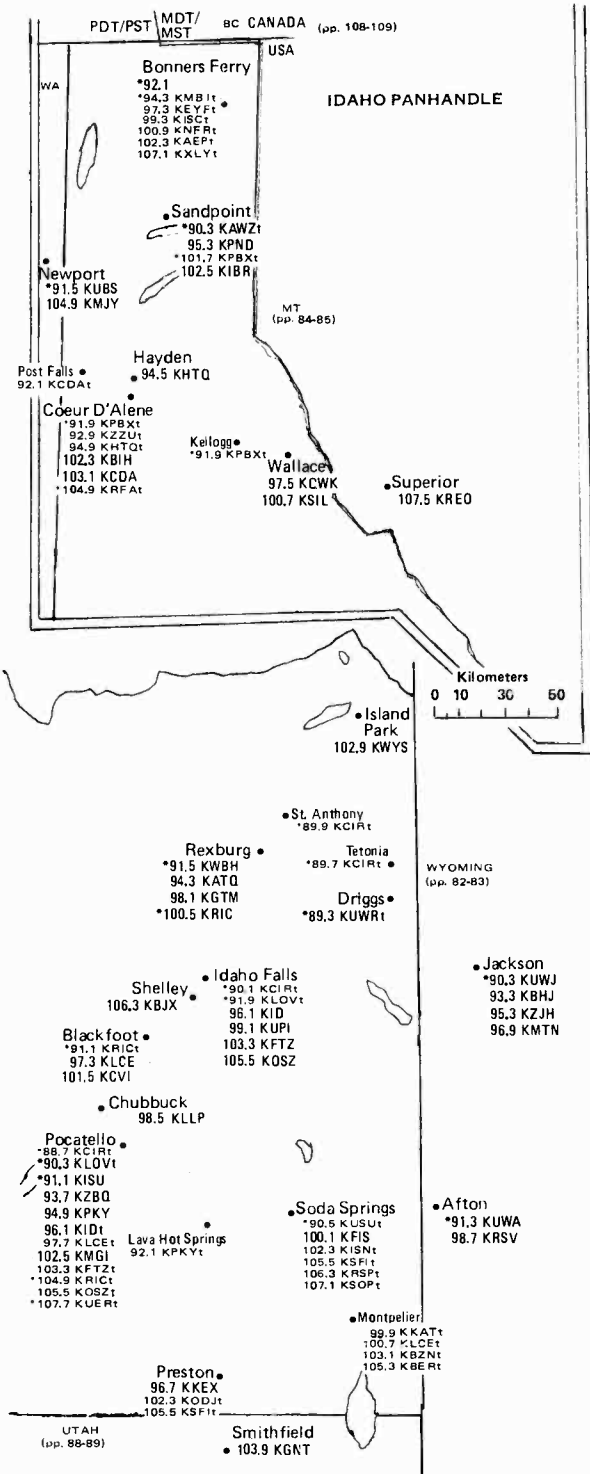 PDT/PST
MDT/
MST
BC CANADA (pp. 108-109)
USA
WA
IDAHO PANHANDLE
Bonners Ferry
*92.1
*94.3 KMBIt
97.3 KEYFt
99.3 KISCt
100.9 KNFRt
102.3 KAEPt
107.1 KXLYt
Sandpoint
*90.3 KAWZt
95.3 KPND
*101.7 KPBXt
102.5 KIBR
Newport
*91.5 KUBS
104.9 KMJY
MT
(pp. 84-85)
Post Falls
92.1 KCDAt
Hayden
94.5 KHTQ
Coeur D'Alene
*91.9 KPBXt
92.9 KZZUt
94.9 KHTQt
102.3 KBIH
103.1 KCDA
*104.9 KRFAt
Kellogg
*91.9 KPBXt
Wallace
97.5 KCWK
100.7 KSIL
Superior
107.5 KREO
Kilometers
0 10 30 50
Island
Park
102.9 KWYS
St. Anthony
*89.9 KCIRt
Rexburg
*91.5 KWBH
94.3 KATQ
98.1 KGTM
*100.5 KRIC
Tetonia
*89.7 KCIRt
Driggs
*89.3 KUWRt
WYOMING
(pp. 82-83)
Jackson
*90.3 KUWJ
93.3 KBHJ
95.3 KZJH
96.9 KMTN
Idaho Falls
*90.1 KCIRt
*91.9 KLOVt
96.1 KID
99.1 KUPI
103.3 KFTZ
105.5 KOSZ
Shelley
106.3 KBJX
Blackfoot
*91.1 KRICt
97.3 KLCE
101.5 KCVI
Chubbuck
98.5 KLLP
Pocatello
*88.7 KCIRt
*90.3 KLOVt
*91.1 KISU
93.7 KZBQ
94.9 KPKY
96.1 KIDt
97.7 KLCEt
102.5 KMGI
103.3 KFTZt
*104.9 KRICt
105.5 KOSZt
*107.7 KUERt
Lava Hot Springs
92.1 KPKYt
Soda Springs
*90.5 KUSUt
100.1 KFIS
102.3 KISNt
105.5 KSFIt
106.3 KRSPt
107.1 KSOPt
Afton
*91.3 KUWA
98.7 KRSV
Montpelier
99.9 KKATt
100.7 KLCEt
103.1 KBZNt
105.3 KBERt
Preston
96.7 KKEX
102.3 KODJt
105.5 KSFIt
UTAH
(pp. 88-89)
Smithfield
103.9 KGNT